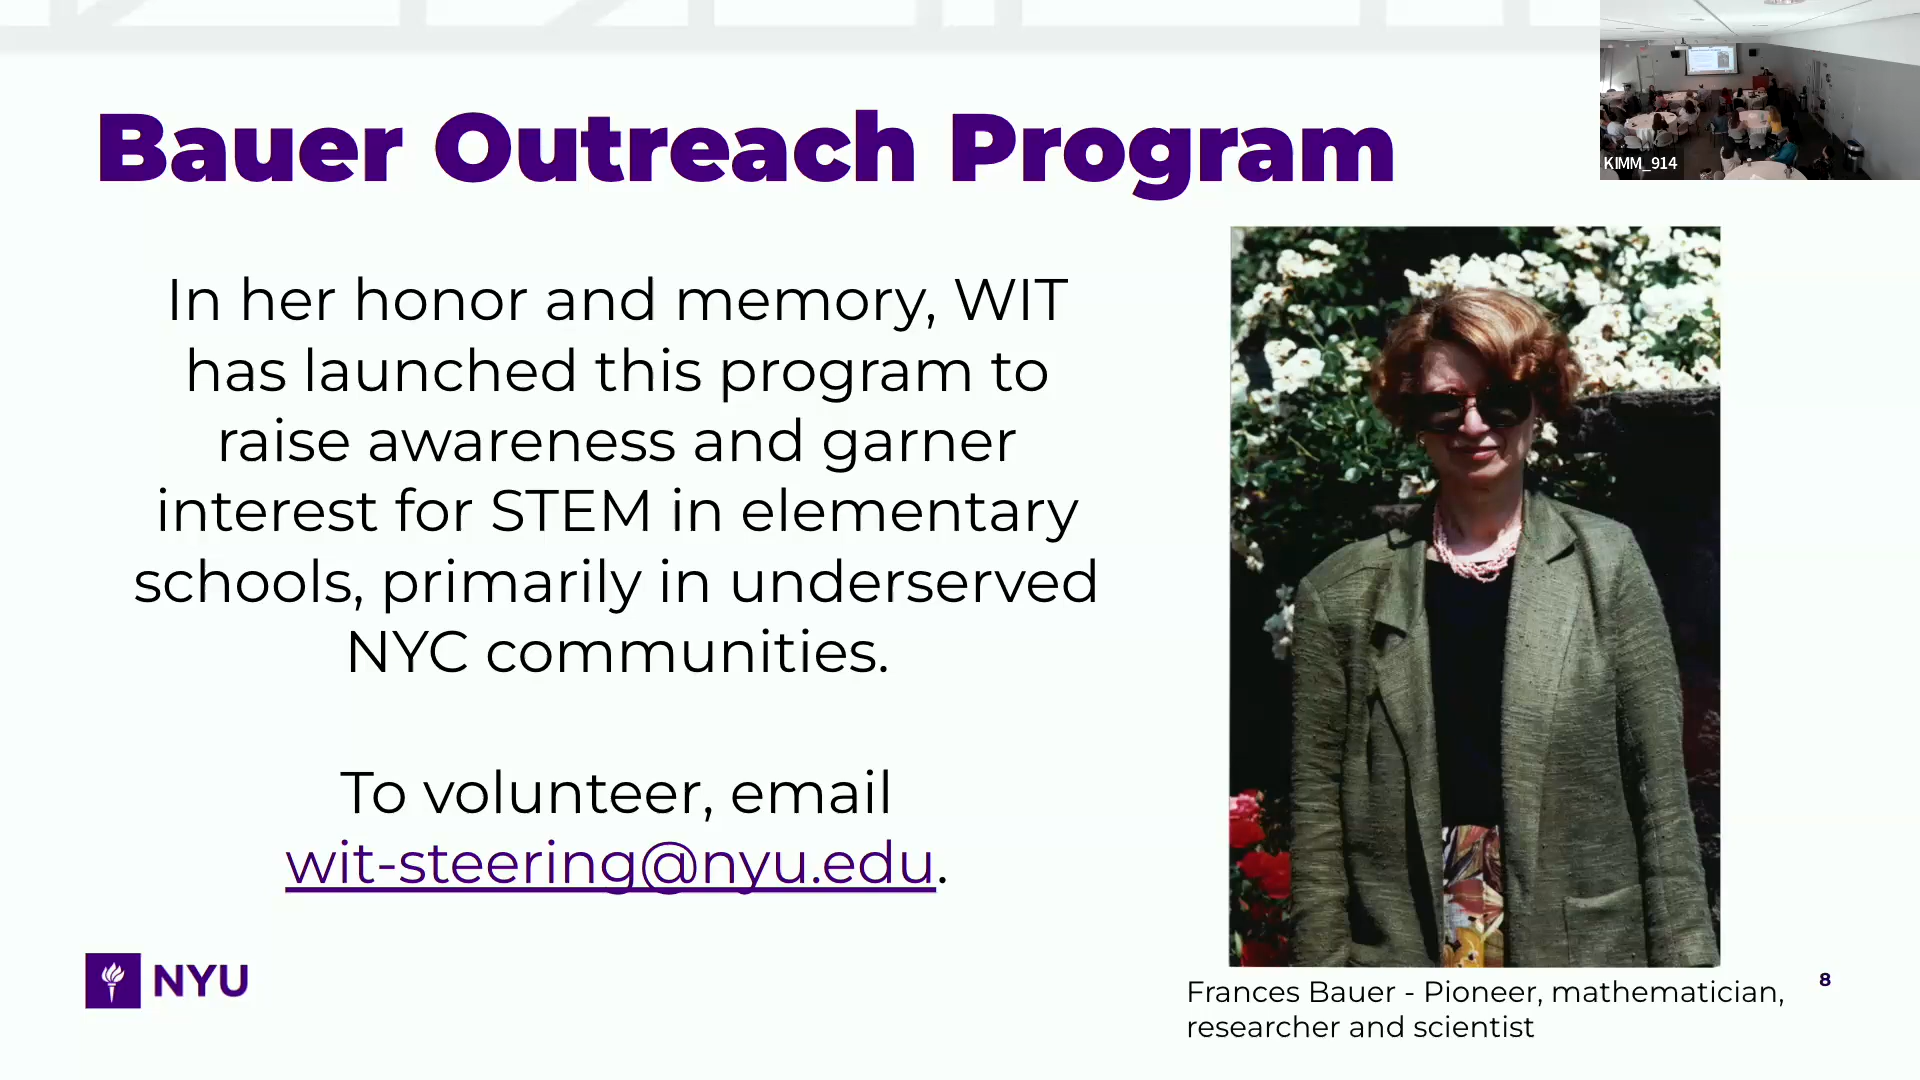 Bauer Outreach Program
KIMM_914
In her honor and memory, WIT
has launched this program to
raise awareness and garner
interest for STEM in elementary
schools, primarily in underserved
NYC communities.
To volunteer, email
wit-steering@nyu.edu.
NYU
Frances Bauer - Pioneer, mathematician,
researcher and scientist
8